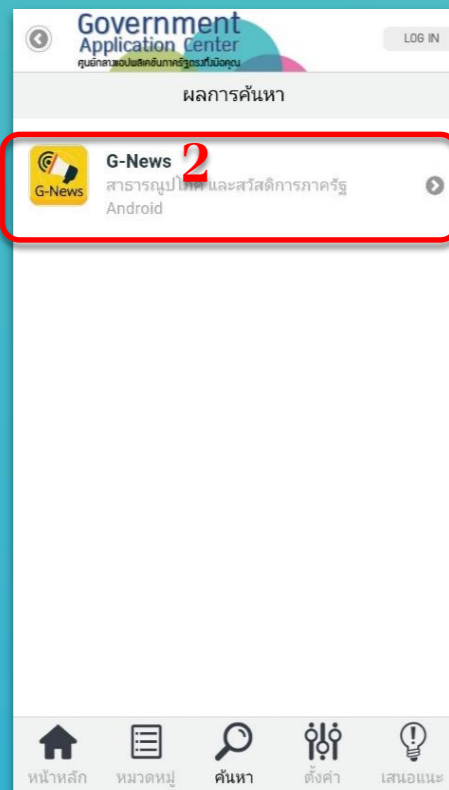 Government
Application Center
ศูนย์กลางแอปพลิเคชันภาครัฐตรงถึงมือคุณ
LOG IN
ผลการค้นหา
G-News
G-News
2
สาธารณูปโภค และสวัสดิการภาครัฐ
Android
หน้าหลัก
หมวดหมู่
ค้นหา
ตั้งค่า
เสนอแนะ